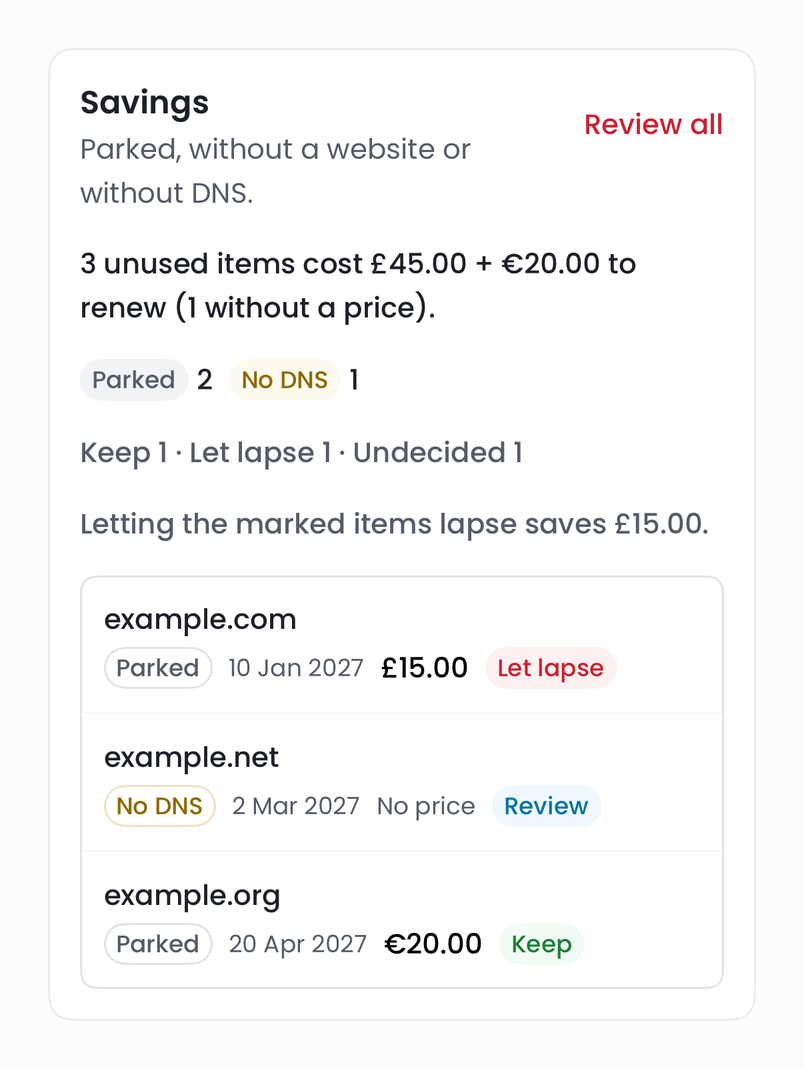 Savings
Review all
Parked, without a website or
without DNS.
3 unused items cost £45.00 + €20.00 to
renew (1 without a price).
Parked 2 No DNS 1
Keep 1 · Let lapse 1 · Undecided 1
Letting the marked items lapse saves £15.00.
example.com
Parked 10 Jan 2027 £15.00 Let lapse
example.net
No DNS 2 Mar 2027 No price Review
example.org
Parked 20 Apr 2027 €20.00 Keep